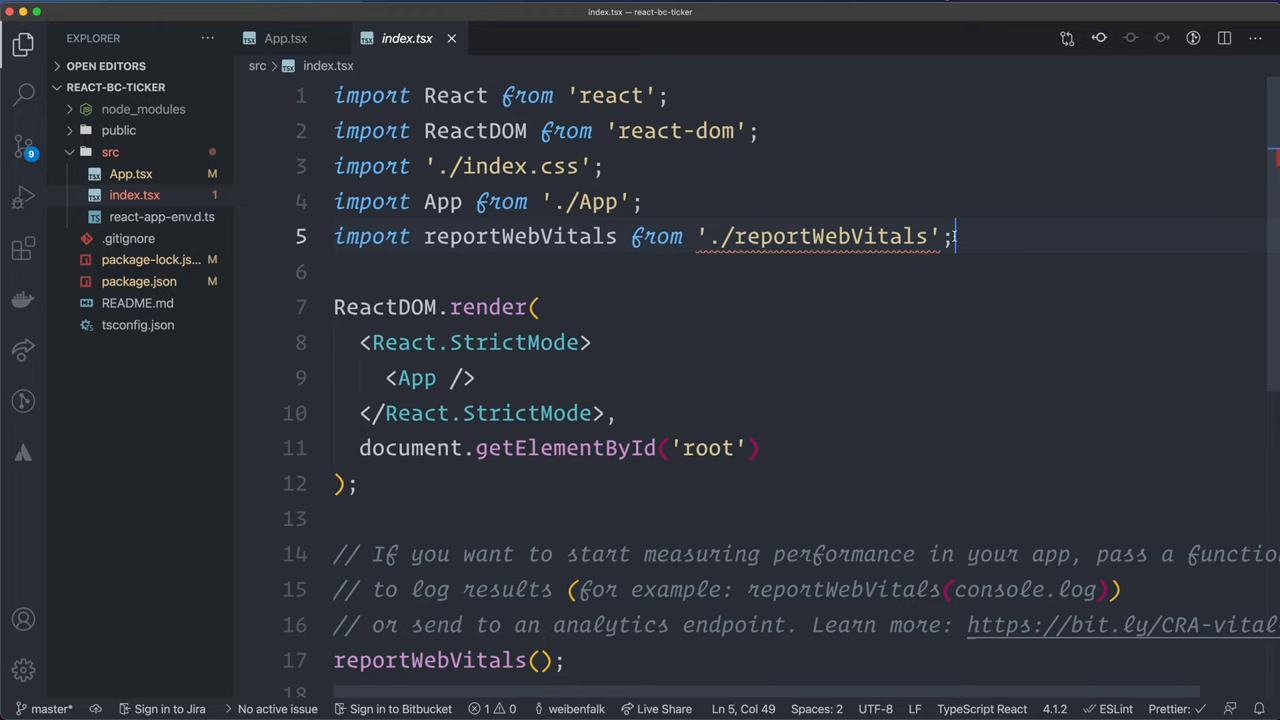 index.tsx — react-bc-ticker
EXPLORER
App.tsx
index.tsx
OPEN EDITORS
REACT-BC-TICKER
node_modules
public
src
App.tsx M
index.tsx 1
react-app-env.d.ts
.gitignore
package-lock.js... M
package.json M
README.md
tsconfig.json
9
src > index.tsx
1 import React from 'react';
2 import ReactDOM from 'react-dom';
3 import './index.css';
4 import App from './App';
5 import reportWebVitals from './reportWebVitals';
6
7 ReactDOM.render(
8 <React.StrictMode>
9 <App />
10 </React.StrictMode>,
11 document.getElementById('root')
12 );
13
14 // If you want to start measuring performance in your app, pass a functio
15 // to log results (for example: reportWebVitals(console.log))
16 // or send to an analytics endpoint. Learn more: https://bit.ly/CRA-vital
17 reportWebVitals();
18
master* Sign in to Jira No active issue Sign in to Bitbucket 1 0 weibenfalk Live Share Ln 5, Col 49 Spaces: 2 UTF-8 LF TypeScript React 4.1.2 ESLint Prettier: ✓